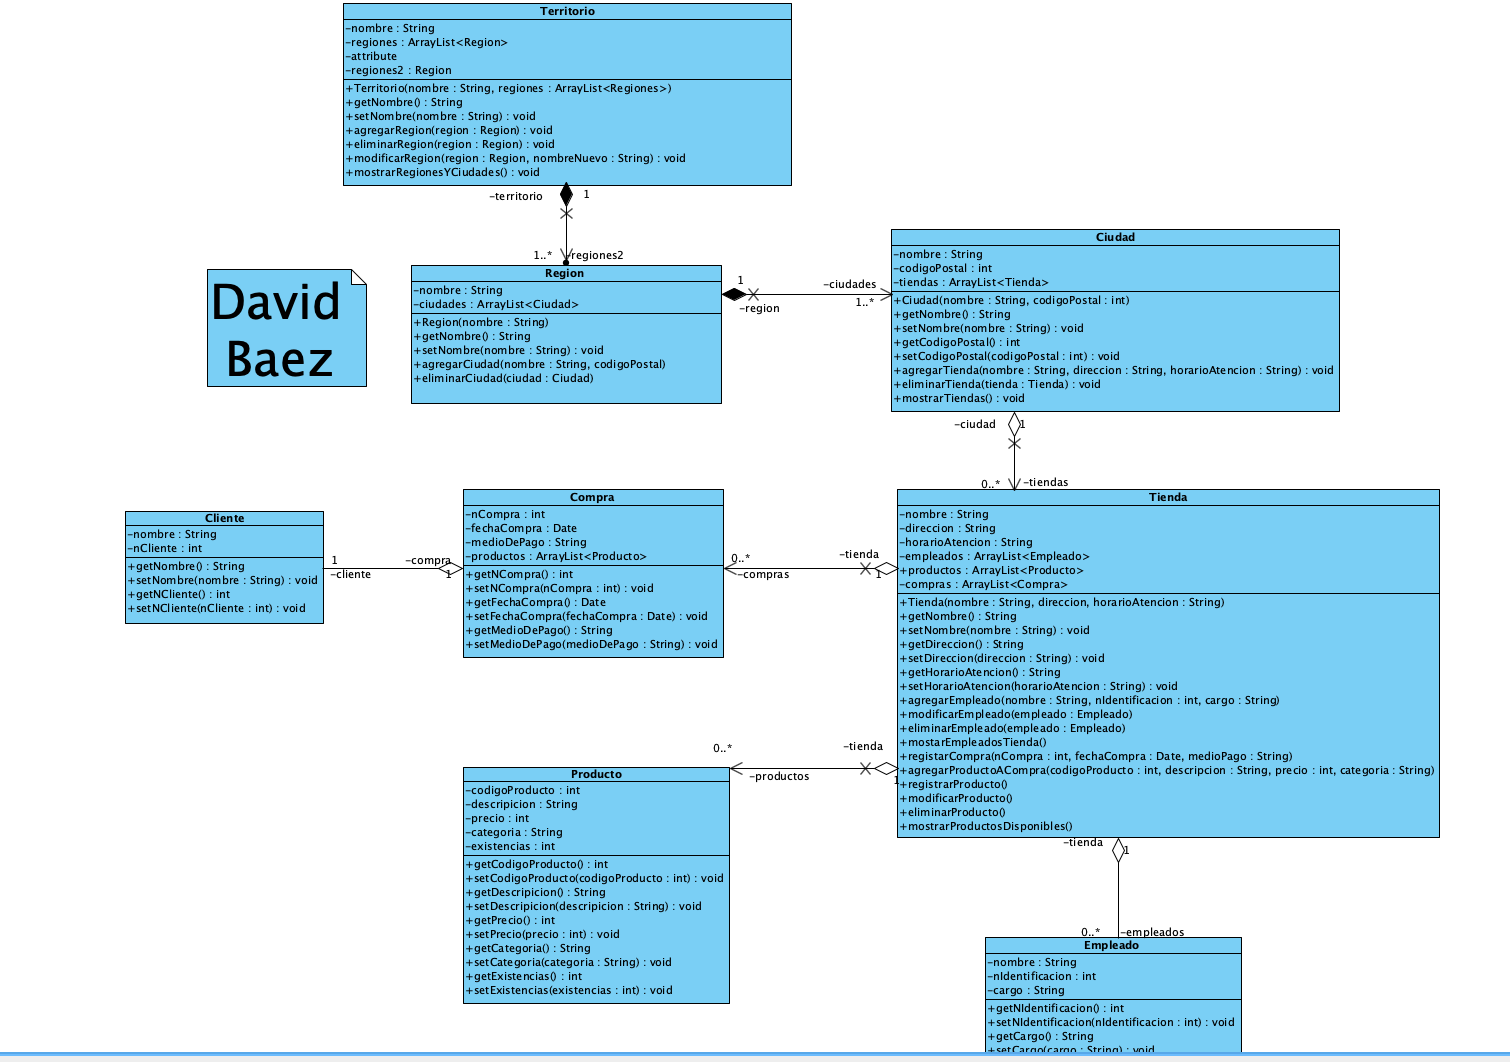 Territorio
-nombre : String
-regiones : ArrayList<Region>
-attribute
-regiones2 : Region
+Territorio(nombre : String, regiones : ArrayList<Regiones>)
+getNombre() : String
+setNombre(nombre : String) : void
+agregarRegion(region : Region) : void
+eliminarRegion(region : Region) : void
+modificarRegion(region : Region, nombreNuevo : String) : void
+mostrarRegionesYCiudades() : void
-territorio
1
1..*
-regiones2
David
Baez
Region
-nombre : String
-ciudades : ArrayList<Ciudad>
+Region(nombre : String)
+getNombre() : String
+setNombre(nombre : String) : void
+agregarCiudad(nombre : String, codigoPostal)
+eliminarCiudad(ciudad : Ciudad)
1
-region
-ciudades
1..*
Ciudad
-nombre : String
-codigoPostal : int
-tiendas : ArrayList<Tienda>
+Ciudad(nombre : String, codigoPostal : int)
+getNombre() : String
+setNombre(nombre : String) : void
+getCodigoPostal() : int
+setCodigoPostal(codigoPostal : int) : void
+agregarTienda(nombre : String, direccion : String, horarioAtencion : String) : void
+eliminarTienda(tienda : Tienda) : void
+mostrarTiendas() : void
-ciudad
1
0..*
-tiendas
Cliente
-nombre : String
-nCliente : int
+getNombre() : String
+setNombre(nombre : String) : void
+getNCliente() : int
+setNCliente(nCliente : int) : void
1
-cliente
-compra
1
Compra
-nCompra : int
-fechaCompra : Date
-medioDePago : String
-productos : ArrayList<Producto>
+getNCompra() : int
+setNCompra(nCompra : int) : void
+getFechaCompra() : Date
+setFechaCompra(fechaCompra : Date) : void
+getMedioDePago() : String
+setMedioDePago(medioDePago : String) : void
0..*
-compras
-tienda
1
Tienda
-nombre : String
-direccion : String
-horarioAtencion : String
-empleados : ArrayList<Empleado>
+productos : ArrayList<Producto>
-compras : ArrayList<Compra>
+Tienda(nombre : String, direccion, horarioAtencion : String)
+getNombre() : String
+setNombre(nombre : String) : void
+getDireccion() : String
+setDireccion(direccion : String) : void
+getHorarioAtencion() : String
+setHorarioAtencion(horarioAtencion : String) : void
+agregarEmpleado(nombre : String, nIdentificacion : int, cargo : String)
+modificarEmpleado(empleado : Empleado)
+eliminarEmpleado(empleado : Empleado)
+mostarEmpleadosTienda()
+registarCompra(nCompra : int, fechaCompra : Date, medioPago : String)
+agregarProductoACompra(codigoProducto : int, descripcion : String, precio : int, categoria : String)
+registrarProducto()
+modificarProducto()
+eliminarProducto()
+mostrarProductosDisponibles()
0..*
-productos
-tienda
1
Producto
-codigoProducto : int
-descripicion : String
-precio : int
-categoria : String
-existencias : int
+getCodigoProducto() : int
+setCodigoProducto(codigoProducto : int) : void
+getDescripicion() : String
+setDescripicion(descripicion : String) : void
+getPrecio() : int
+setPrecio(precio : int) : void
+getCategoria() : String
+setCategoria(categoria : String) : void
+getExistencias() : int
+setExistencias(existencias : int) : void
-tienda
1
0..*
-empleados
Empleado
-nombre : String
-nIdentificacion : int
-cargo : String
+getNIdentificacion() : int
+setNIdentificacion(nIdentificacion : int) : void
+getCargo() : String
+setCargo(cargo : String) : void